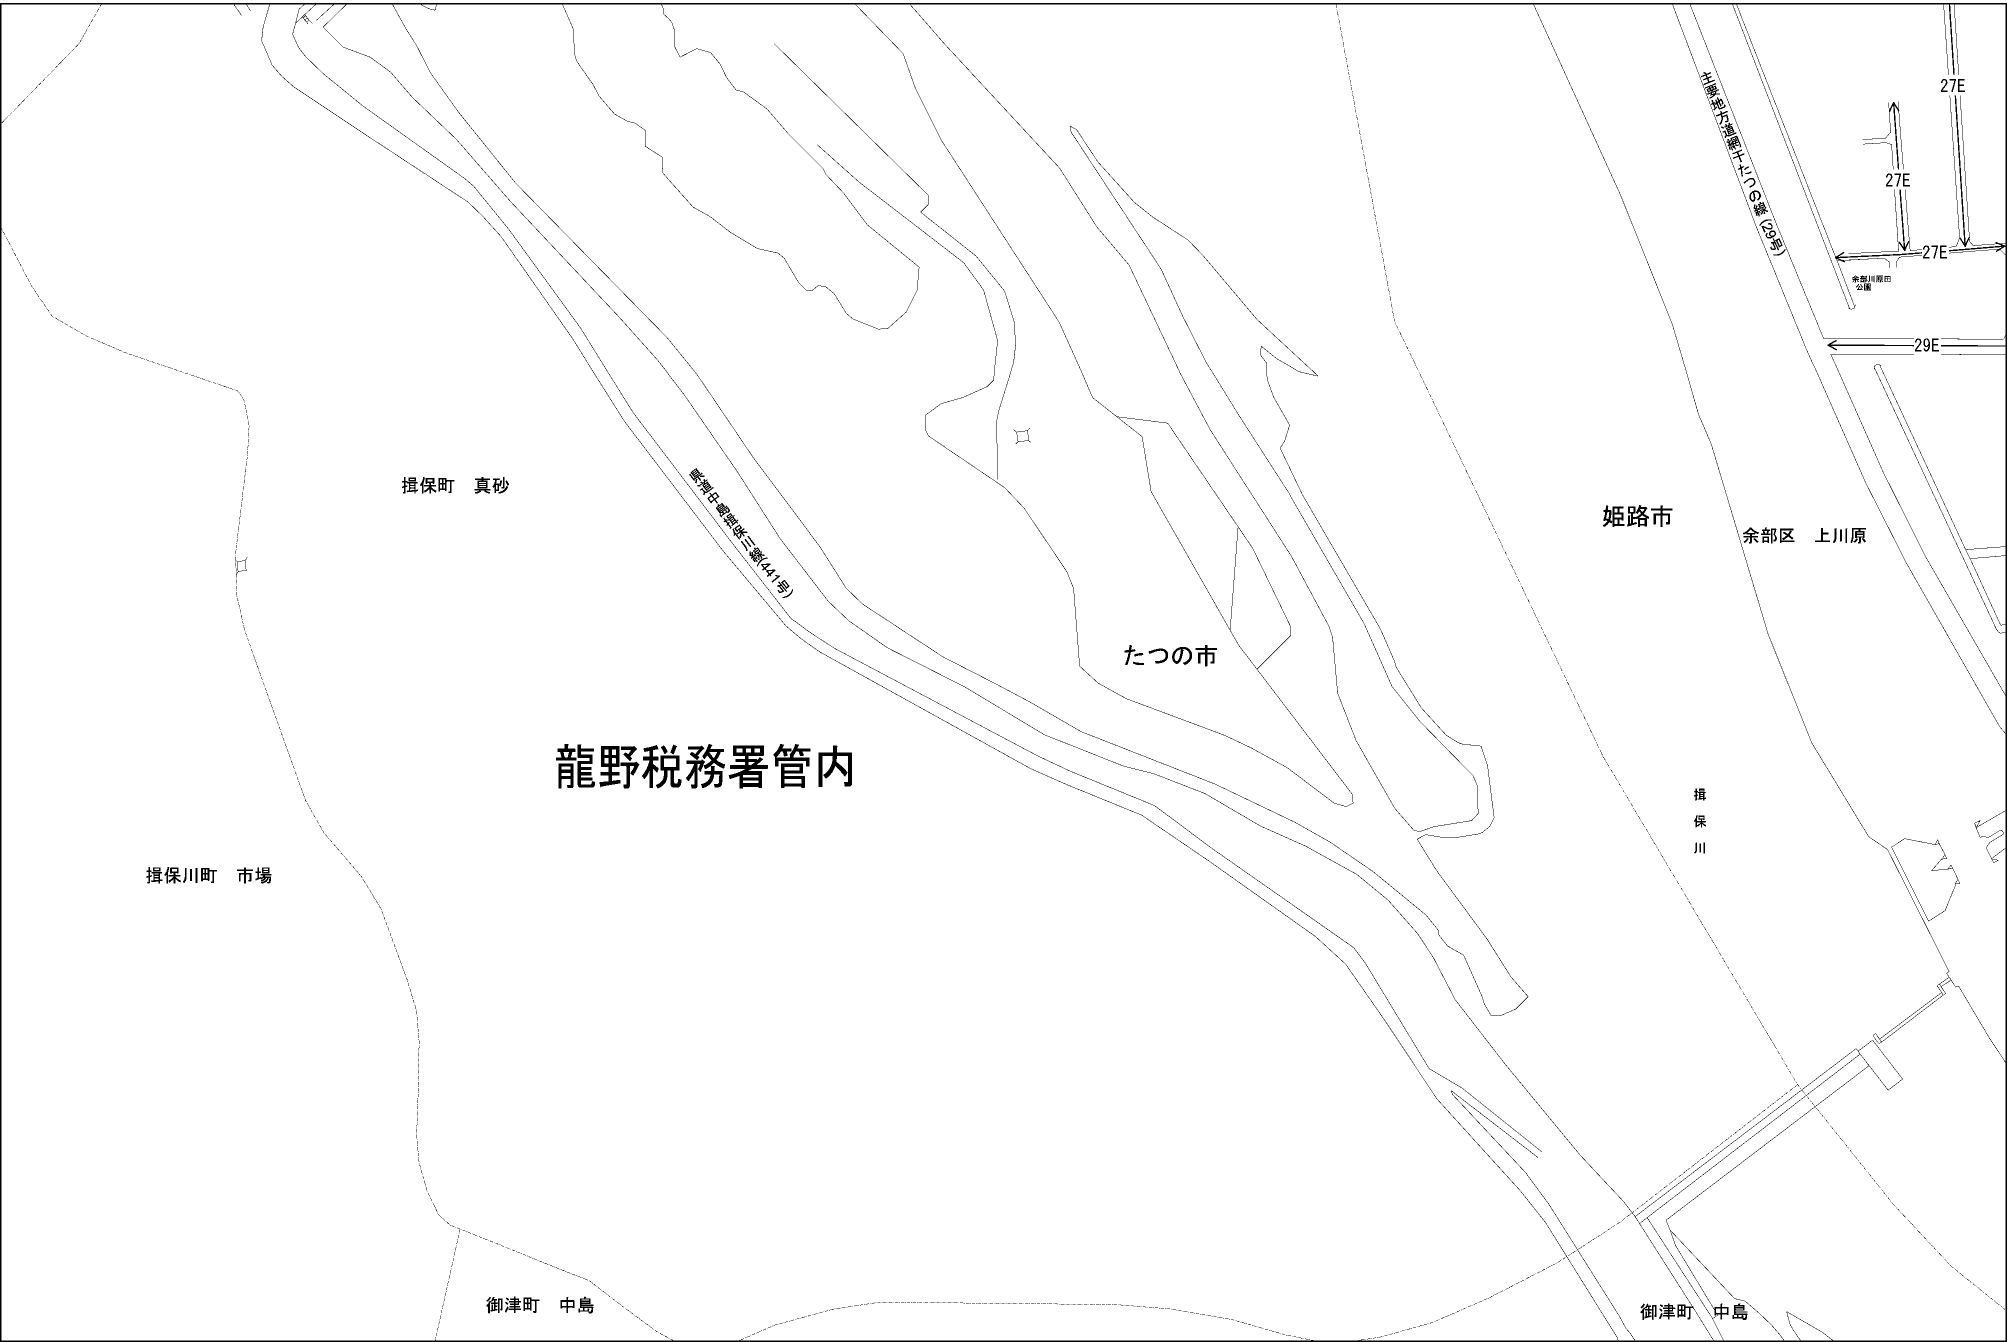 27E
主要地方道網干たつの線(29号)
27E
27E
余部川原田
公園
29E
揖保町　真砂
県道中島揖保川線(441号)
姫路市
余部区　上川原
たつの市
龍野税務署管内
揖保川
揖保川町　市場
御津町　中島
御津町　中島